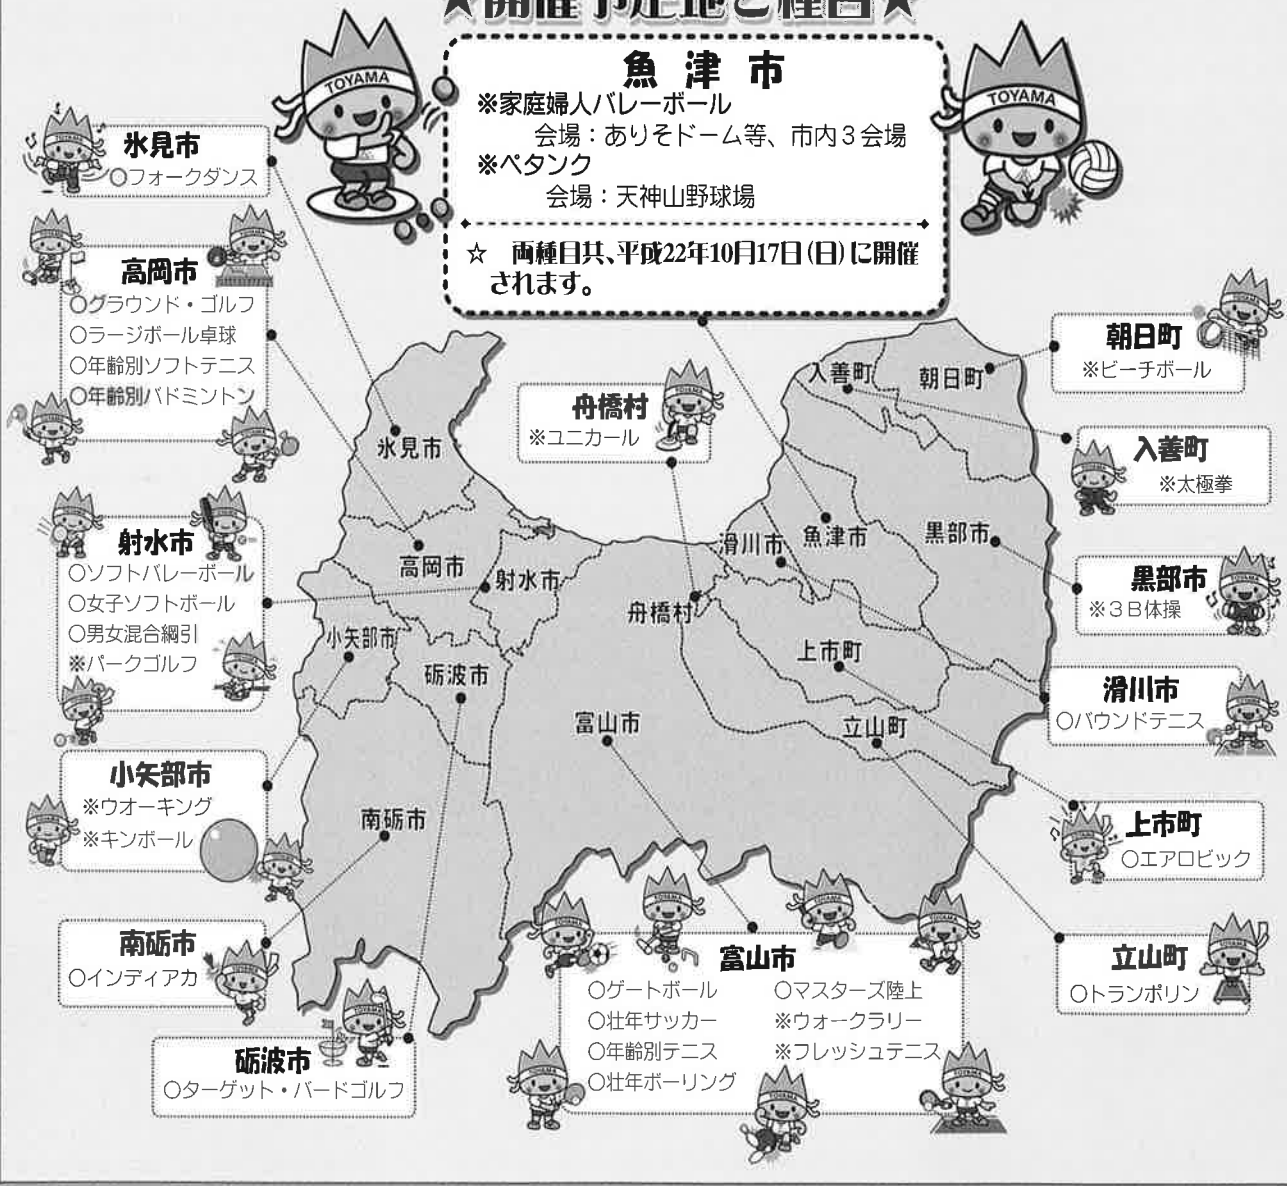 ★開催予定地と種目★
魚津市
※家庭婦人バレーボール
会場：ありそドーム等、市内3会場
※ペタンク
会場：天神山野球場
☆ 両種目共、平成22年10月17日(日)に開催
されます。
TOYAMA
TOYAMA
氷見市
○フォークダンス
高岡市
○グラウンド・ゴルフ
○ラージボール卓球
○年齢別ソフトテニス
○年齢別バドミントン
射水市
○ソフトバレーボール
○女子ソフトボール
○男女混合綱引
※パークゴルフ
小矢部市
※ウオーキング
※キンボール
南砺市
○インディアカ
砺波市
○ターゲット・バードゴルフ
舟橋村
※ユニカール
朝日町
※ビーチボール
入善町
※太極拳
黒部市
※3B体操
滑川市
○バウンドテニス
上市町
○エアロビック
立山町
○トランポリン
富山市
○ゲートボール
○マスターズ陸上
○壮年サッカー
※ウォークラリー
○年齢別テニス
※フレッシュテニス
○壮年ボーリング
入善町
朝日町
氷見市
高岡市
射水市
小矢部市
砺波市
南砺市
富山市
舟橋村
滑川市
魚津市
黒部市
上市町
立山町